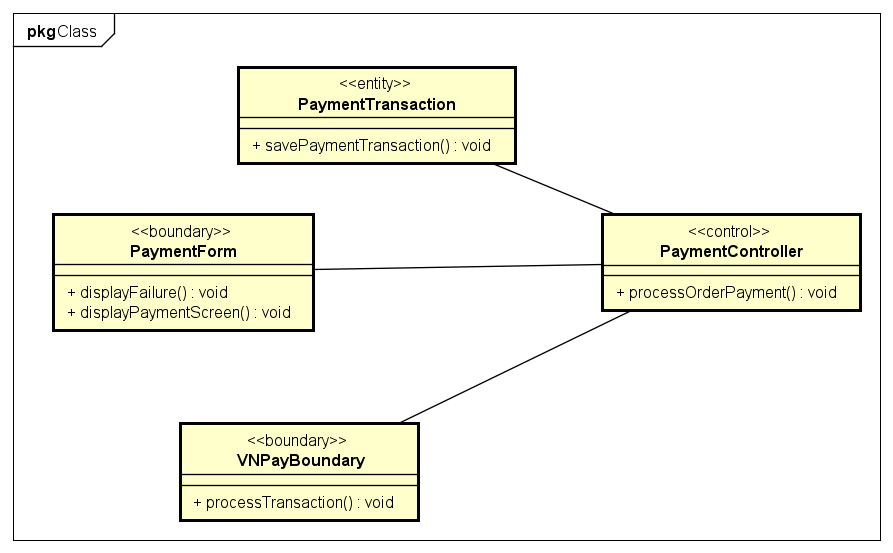 pkgClass
<<entity>>
PaymentTransaction
+ savePaymentTransaction() : void
<<boundary>>
PaymentForm
+ displayFailure() : void
+ displayPaymentScreen() : void
<<control>>
PaymentController
+ processOrderPayment() : void
<<boundary>>
VNPayBoundary
+ processTransaction() : void